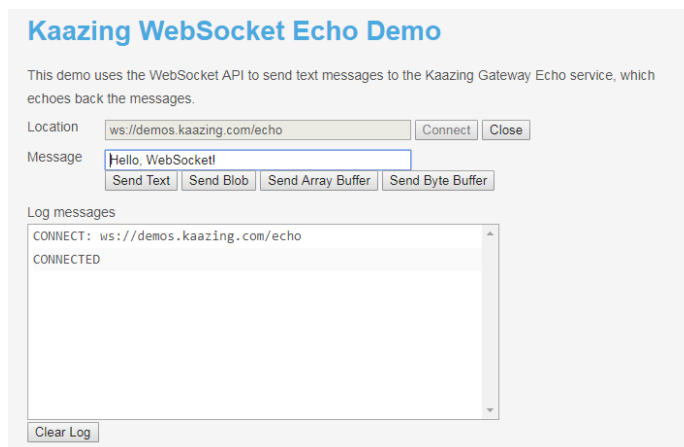 Kaazing WebSocket Echo Demo
This demo uses the WebSocket API to send text messages to the Kaazing Gateway Echo service, which
echoes back the messages.
Location ws://demos.kaazing.com/echo Connect Close
Message Hello, WebSocket!
Send Text Send Blob Send Array Buffer Send Byte Buffer
Log messages
CONNECT: ws://demos.kaazing.com/echo
CONNECTED
Clear Log